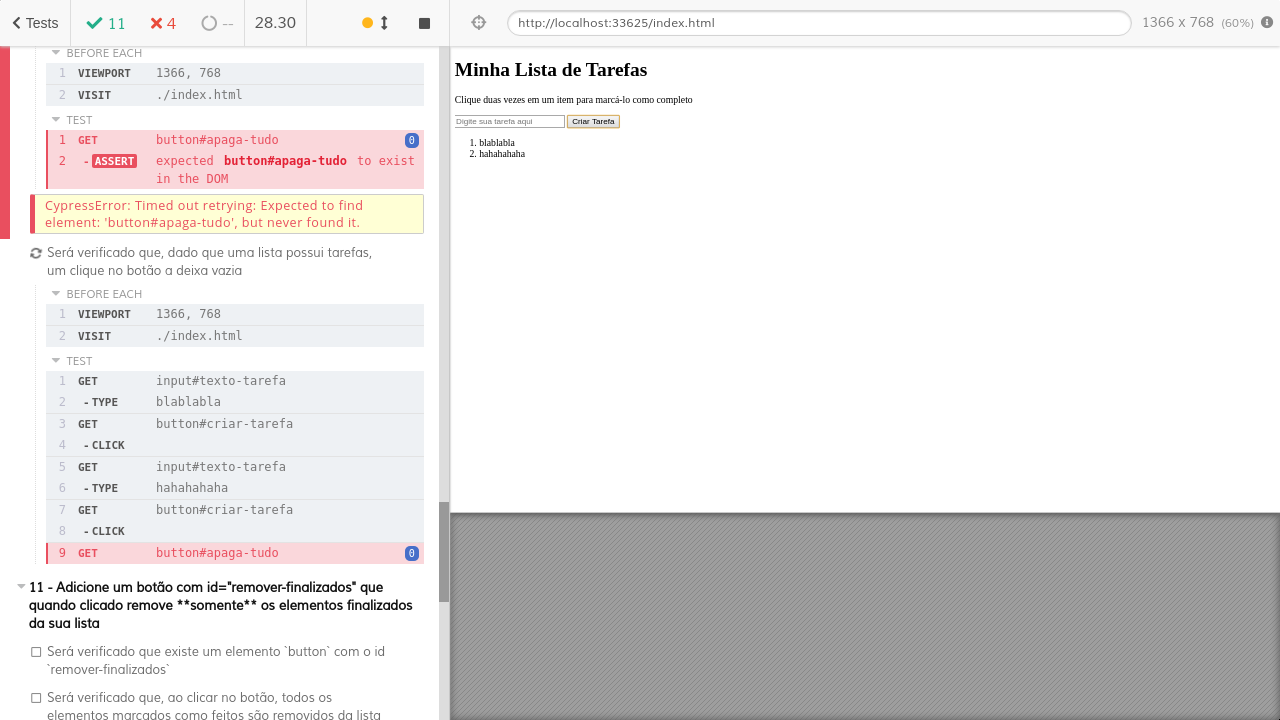 Tests 11 4 -- 28.30 http://localhost:33625/index.html 1366 x 768 (60%)
BEFORE EACH
1 VIEWPORT 1366, 768
2 VISIT ./index.html
TEST
1 GET button#apaga-tudo 0
2 -ASSERT expected button#apaga-tudo to exist
in the DOM
CypressError: Timed out retrying: Expected to find
element: 'button#apaga-tudo', but never found it.
Será verificado que, dado que uma lista possui tarefas,
um clique no botão a deixa vazia
BEFORE EACH
1 VIEWPORT 1366, 768
2 VISIT ./index.html
TEST
1 GET input#texto-tarefa
2 -TYPE blablabla
3 GET button#criar-tarefa
4 -CLICK
5 GET input#texto-tarefa
6 -TYPE hahahahaha
7 GET button#criar-tarefa
8 -CLICK
9 GET button#apaga-tudo 0
11 - Adicione um botão com id="remover-finalizados" que
quando clicado remove **somente** os elementos finalizados
da sua lista
Será verificado que existe um elemento `button` com o id
`remover-finalizados`
Será verificado que, ao clicar no botão, todos os
elementos marcados como feitos são removidos da lista
Minha Lista de Tarefas
Clique duas vezes em um item para marcá-lo como completo
Digite sua tarefa aqui Criar Tarefa
1. blablabla
2. hahahahaha